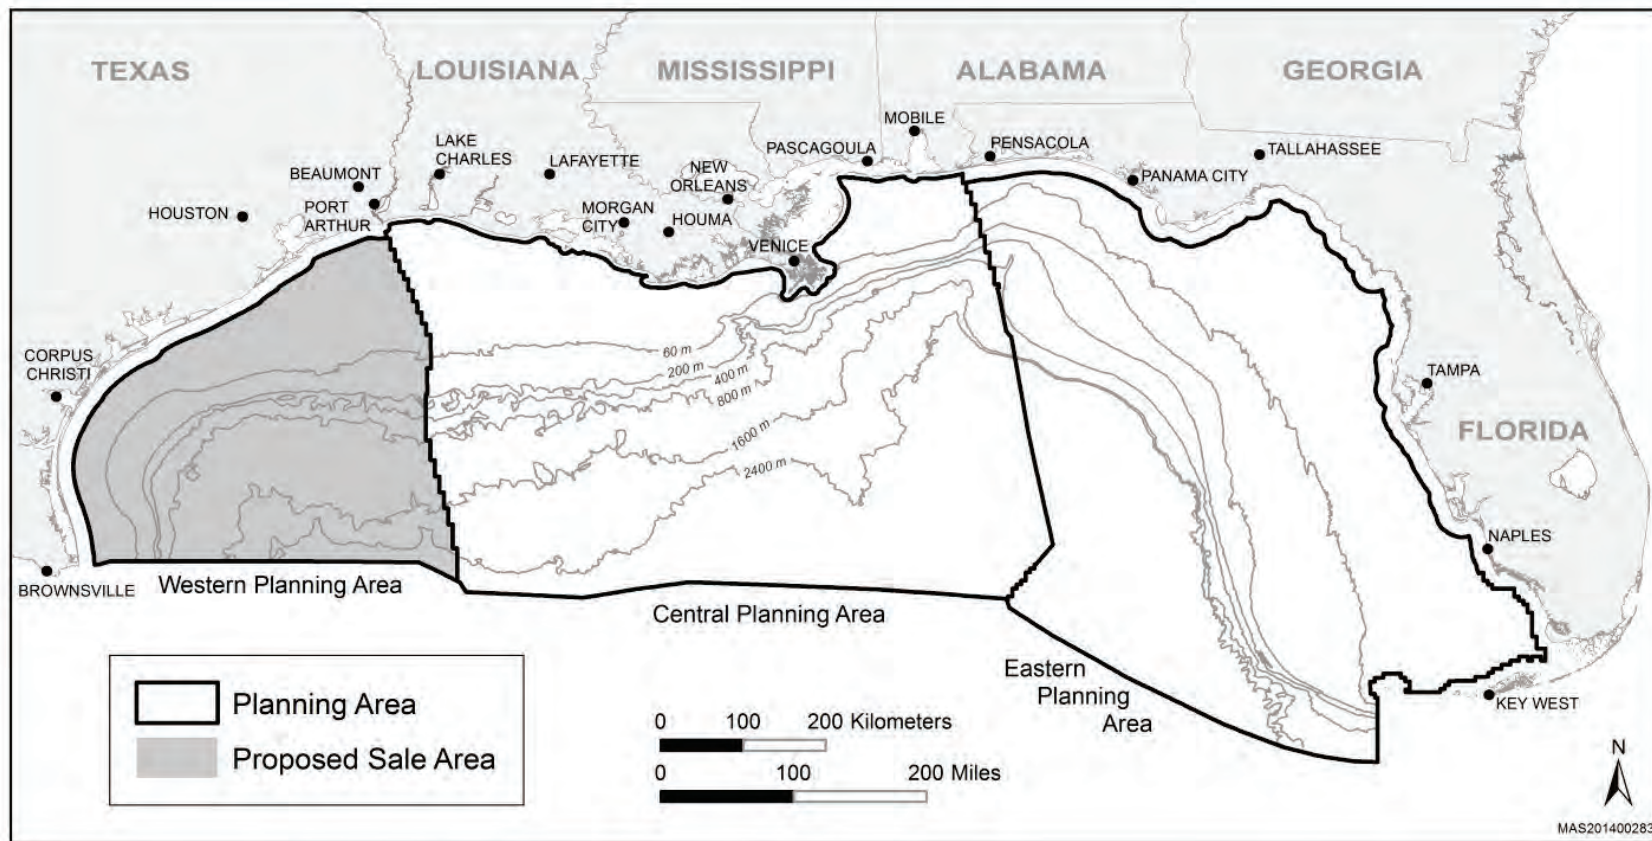 TEXAS
LOUISIANA
MISSISSIPPI
ALABAMA
GEORGIA
MOBILE
LAKE
CHARLES
LAFAYETTE
PASCAGOULA
PENSACOLA
TALLAHASSEE
BEAUMONT
NEW
ORLEANS
PANAMA CITY
HOUSTON
PORT
ARTHUR
MORGAN
CITY
HOUMA
VENICE
CORPUS
CHRISTI
60 m
200 m
400 m
800 m
1600 m
2400 m
TAMPA
FLORIDA
NAPLES
BROWNSVILLE
Western Planning Area
Central Planning Area
Eastern
Planning
Area
KEY WEST
Planning Area
Proposed Sale Area
0 100 200 Kilometers
0 100 200 Miles
N
MAS201400283